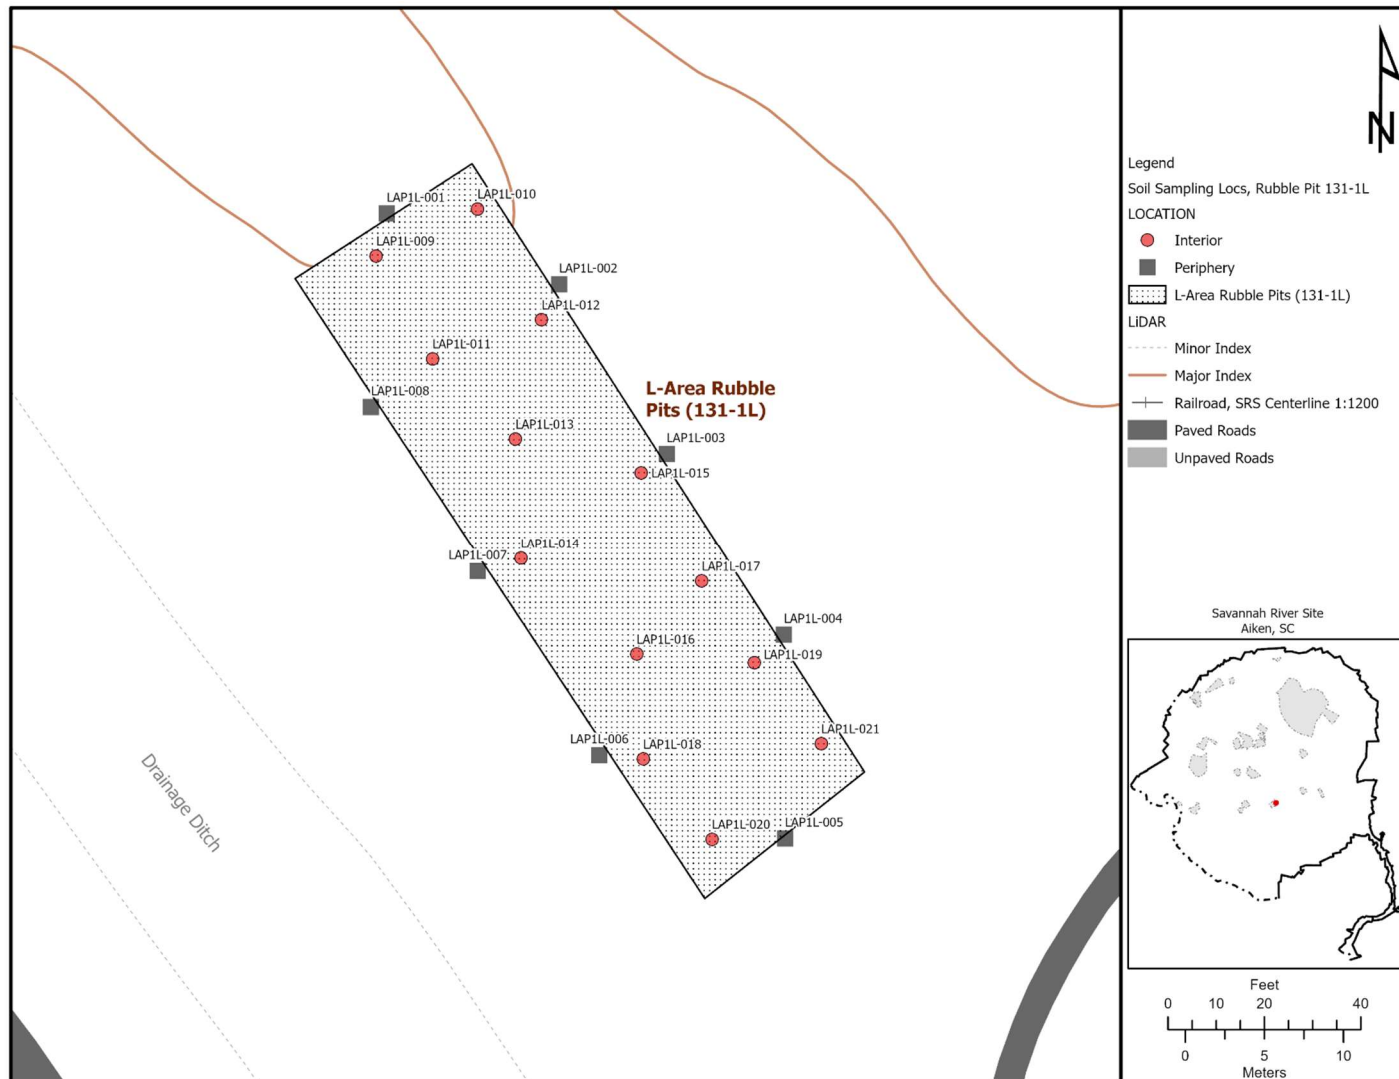 LAP1L-001
LAP1L-010
LAP1L-009
LAP1L-002
LAP1L-012
LAP1L-011
LAP1L-008
L-Area Rubble
Pits (131-1L)
LAP1L-013
LAP1L-003
LAP1L-015
LAP1L-014
LAP1L-007
LAP1L-017
LAP1L-004
LAP1L-016
LAP1L-019
LAP1L-021
LAP1L-006
LAP1L-018
LAP1L-020
LAP1L-005
Drainage Ditch
N
Legend
Soil Sampling Locs, Rubble Pit 131-1L
LOCATION
Interior
Periphery
L-Area Rubble Pits (131-1L)
LiDAR
Minor Index
Major Index
Railroad, SRS Centerline 1:1200
Paved Roads
Unpaved Roads
Savannah River Site
Aiken, SC
Feet
0 10 20 40
0 5 10
Meters